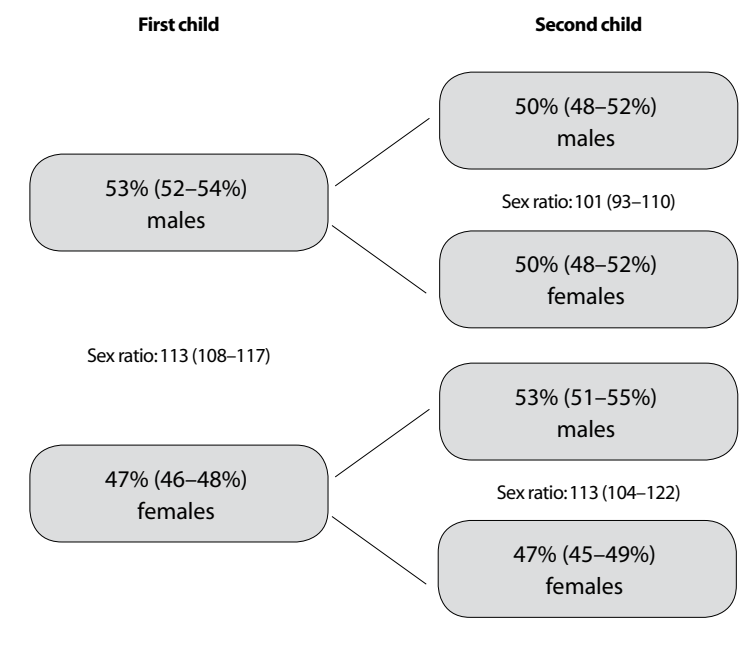 First child
Second child
50% (48–52%)
males
53% (52–54%)
males
Sex ratio: 101 (93–110)
50% (48–52%)
females
Sex ratio: 113 (108–117)
53% (51–55%)
males
47% (46–48%)
females
Sex ratio: 113 (104–122)
47% (45–49%)
females